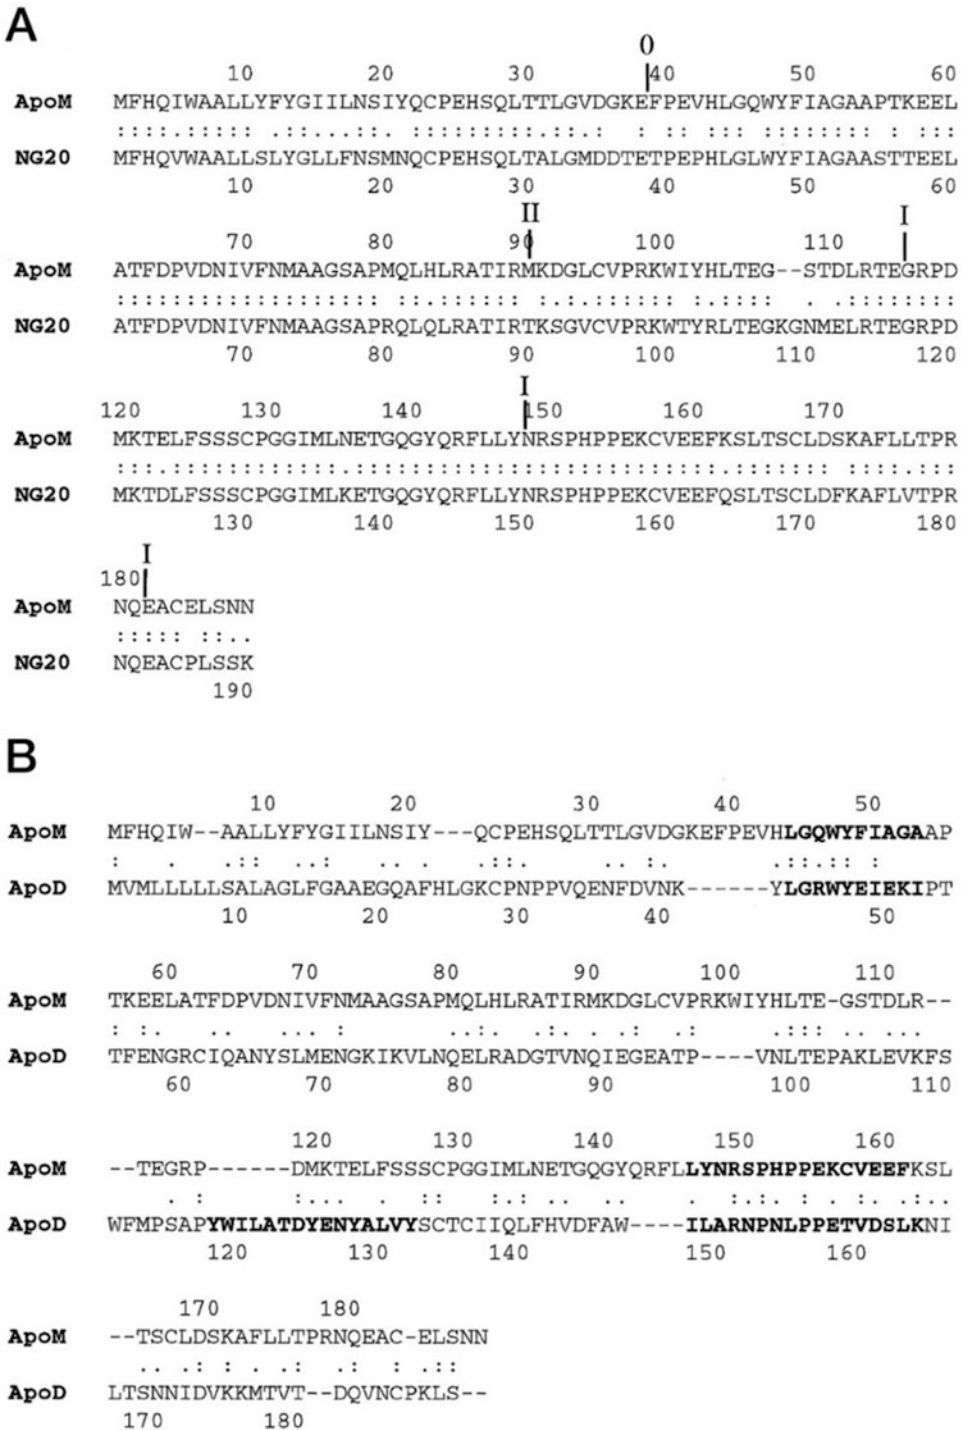 A
0
10 20 30 40 50 60
ApoM MFHQIWAALLYFYGIILNSIYQCPEHSQLTTLGVDGKEFPEVHLGQWYFIAGAAPTKEEL
:::::.:::::  .::...::. ::::::::::.::.:.   : :: ::: :::::::::  : :::
NG20 MFHQVWAALLSLYGLLFNSMNQCPEHSQLTALGMDDTETPEPHLGLWYFIAGAASTTEEL
10 20 30 40 50 60
II I
70 80 90 100 110
ApoM ATFDPVDNIVFNMAAGSAPMQLHLRATIRMKDGLCVPRKWIYHLTEG--STDLRTEGRPD
::::::::::::::::::: ::.:::::: :.:.:::::: :.:::: . .::::::::
NG20 ATFDPVDNIVFNMAAGSAPRQLQLRATIRTKSGVCVPRKWTYRLTEGKGNMELRTEGRPD
70 80 90 100 110 120
I
120 130 140 150 160 170
ApoM MKTELFSSSCPGGIMLNETGQGYQRFLLYNRSPHPPEKCVEEFKSLTSCLDSKAFLLTPR
:::.::::::::::::.:::::::::::::::::::::::::.:::::::: ::::.:::
NG20 MKTDLFSSSCPGGIMLKETGQGYQRFLLYNRSPHPPEKCVEEFQSLTSCLDFKAFLVTPR
130 140 150 160 170 180
I
180
ApoM NQEACELSNN
::::: ::..
NG20 NQEACPLSSK
190
B
10 20 30 40 50
ApoM MFHQIW--AALLYFYGIILNSIY---QCPEHSQLTTLGVDGKEFPEVHLGQWYFIAGAAP
: . .:: ..: . .::. .. :. .::.:: :
ApoD MVMLLLLLSALAGLFGAAEGQAFHLGKCPNPPVQENFDVNK------YLGRWYEIEKIPT
10 20 30 40 50
60 70 80 90 100 110
ApoM TKEELATFDPVDNIVFNMAAGSAPMQLHLRATIRMKDGLCVPRKWIYHLTE-GSTDLR--
: :. .. ... : ..:. .:. . : .: .::: .. ...
ApoD TFENGRCIQANYSLMENGKIKVLNQELRADGTVNQIEGEATP----VNLTEPAKLEVKFS
60 70 80 90 100 110
120 130 140 150 160
ApoM --TEGRP------DMKTELFSSSCPGGIMLNETGQGYQRFLLYNRSPHPPEKCVEEFKSL
. : :.. . :: :. .. . . : .::.: : .: :..
ApoD WFMPSAPYWILATDYENYALVYSCTCIIQLFHVDFAW----ILARNPNLPPETVDSLKNI
120 130 140 150 160
170 180
ApoM --TSCLDSKAFLLTPRNQEAC-ELSNN
.. .: : . .: .: : .::
ApoD LTSNNIDVKKMTVT--DQVNCPKLS--
170 180